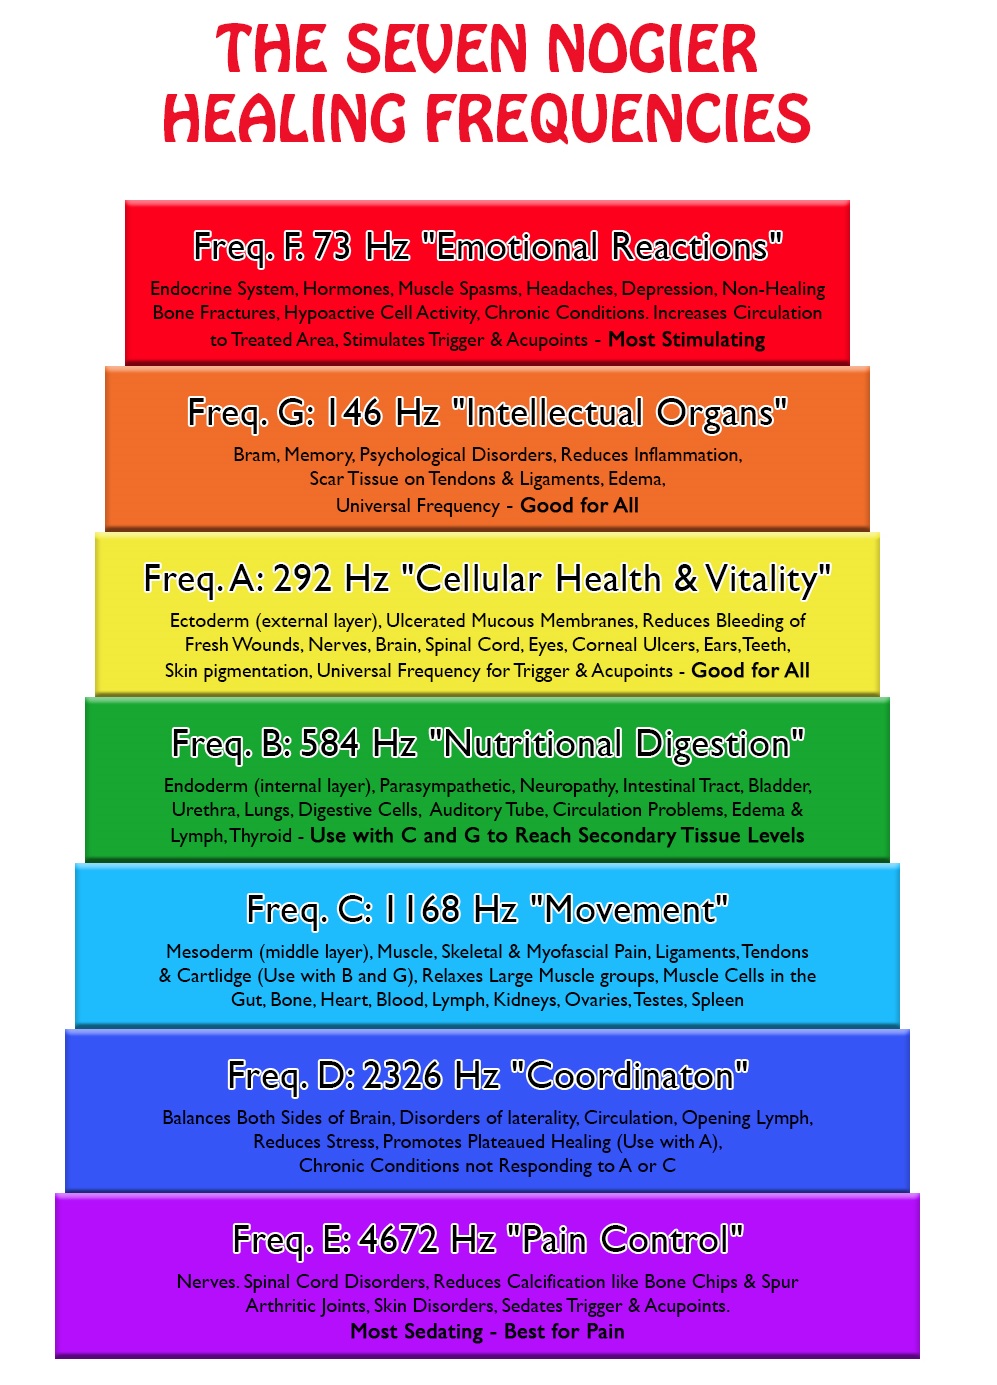 THE SEVEN NOGIER
HEALING FREQUENCIES
Freq. F. 73 Hz "Emotional Reactions"
Endocrine System, Hormones, Muscle Spasms, Headaches, Depression, Non-Healing
Bone Fractures, Hypoactive Cell Activity, Chronic Conditions. Increases Circulation
to Treated Area, Stimulates Trigger & Acupoints - Most Stimulating
Freq. G: 146 Hz "Intellectual Organs"
Bram, Memory, Psychological Disorders, Reduces Inflammation,
Scar Tissue on Tendons & Ligaments, Edema,
Universal Frequency - Good for All
Freq. A: 292 Hz "Cellular Health & Vitality"
Ectoderm (external layer), Ulcerated Mucous Membranes, Reduces Bleeding of
Fresh Wounds, Nerves, Brain, Spinal Cord, Eyes, Corneal Ulcers, Ears, Teeth,
Skin pigmentation, Universal Frequency for Trigger & Acupoints - Good for All
Freq. B: 584 Hz "Nutritional Digestion"
Endoderm (internal layer), Parasympathetic, Neuropathy, Intestinal Tract, Bladder,
Urethra, Lungs, Digestive Cells, Auditory Tube, Circulation Problems, Edema &
Lymph, Thyroid - Use with C and G to Reach Secondary Tissue Levels
Freq. C: 1168 Hz "Movement"
Mesoderm (middle layer), Muscle, Skeletal & Myofascial Pain, Ligaments, Tendons
& Cartlidge (Use with B and G), Relaxes Large Muscle groups, Muscle Cells in the
Gut, Bone, Heart, Blood, Lymph, Kidneys, Ovaries, Testes, Spleen
Freq. D: 2326 Hz "Coordinaton"
Balances Both Sides of Brain, Disorders of laterality, Circulation, Opening Lymph,
Reduces Stress, Promotes Plateaued Healing (Use with A),
Chronic Conditions not Responding to A or C
Freq. E: 4672 Hz "Pain Control"
Nerves. Spinal Cord Disorders, Reduces Calcification like Bone Chips & Spur
Arthritic Joints, Skin Disorders, Sedates Trigger & Acupoints.
Most Sedating - Best for Pain